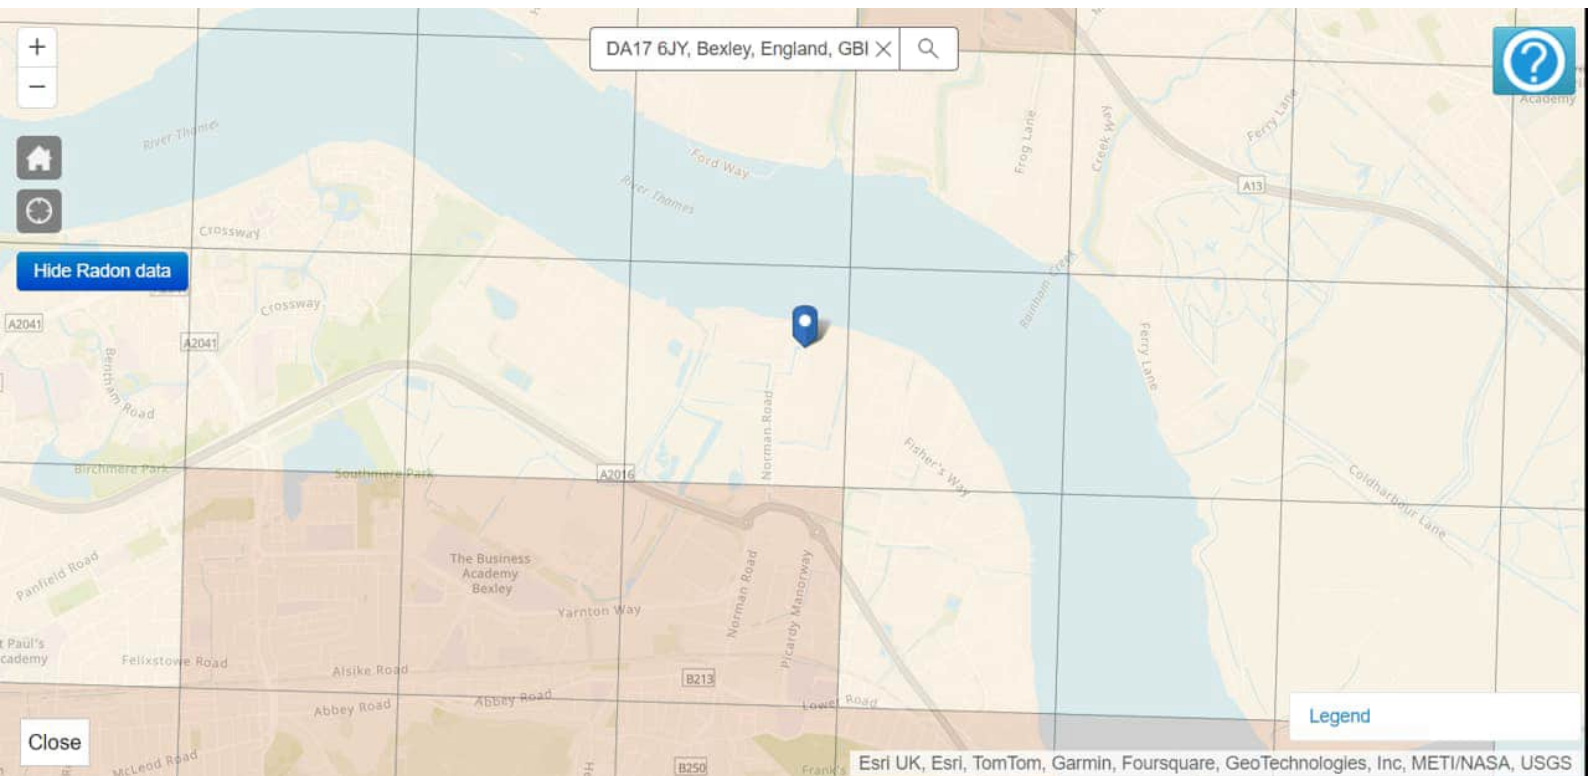 +
DA17 6JY, Bexley, England, GBI
−
Academy
River Thames
Ford Way
River Thames
Frog Lane
Creek Way
Ferry Lane
A13
Crossway
Hide Radon data
Crossway
A2041
A2041
Bentham Road
Rainham Creek
Ferry Lane
Norman Road
Fisher's Way
Birchmere Park
Southmere Park
A2016
Coldharbour Lane
Panfield Road
The Business
Academy
Bexley
Yarnton Way
Norman Road
Picardy Manorway
t Paul's
cademy
Felixstowe Road
Alsike Road
B213
Abbey Road
Abbey Road
Lower Road
Legend
Close
McLeod Road
B250
Frank's
Esri UK, Esri, TomTom, Garmin, Foursquare, GeoTechnologies, Inc, METI/NASA, USGS